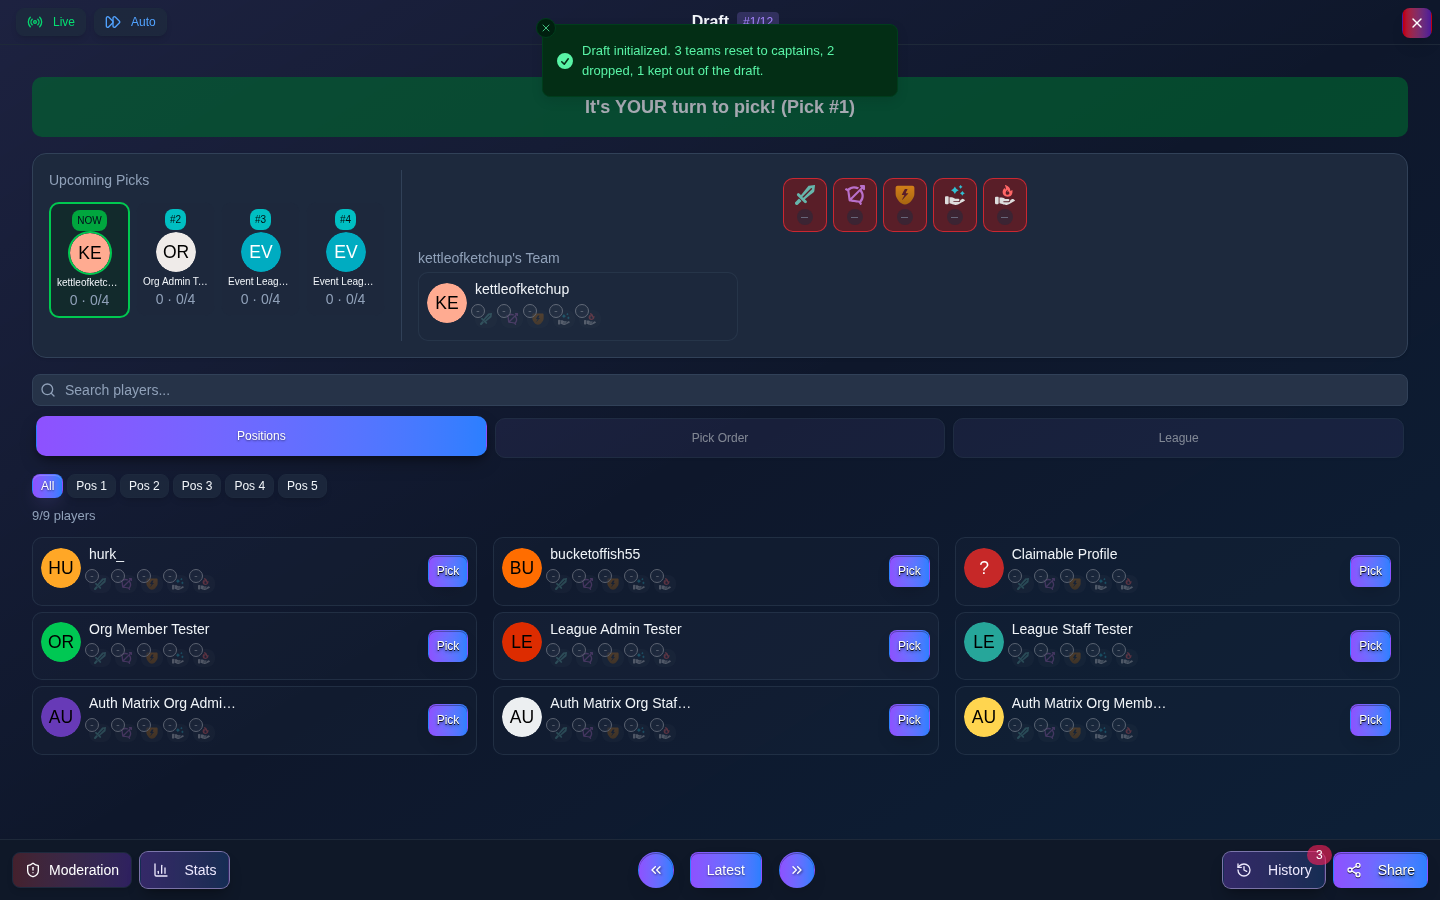 Live
Auto
Draft
#1/12
Draft initialized. 3 teams reset to captains, 2
dropped, 1 kept out of the draft.
It's YOUR turn to pick! (Pick #1)
Upcoming Picks
NOW
KE
kettleofketc…
0 · 0/4
#2
OR
Org Admin T…
0 · 0/4
#3
EV
Event Leag…
0 · 0/4
#4
EV
Event Leag…
0 · 0/4
kettleofketchup's Team
KE
kettleofketchup
Search players...
Positions
Pick Order
League
All
Pos 1
Pos 2
Pos 3
Pos 4
Pos 5
9/9 players
HU
hurk_
Pick
BU
bucketoffish55
Pick
?
Claimable Profile
Pick
OR
Org Member Tester
Pick
LE
League Admin Tester
Pick
LE
League Staff Tester
Pick
AU
Auth Matrix Org Admi…
Pick
AU
Auth Matrix Org Staf…
Pick
AU
Auth Matrix Org Memb…
Pick
Moderation
Stats
Latest
History
3
Share